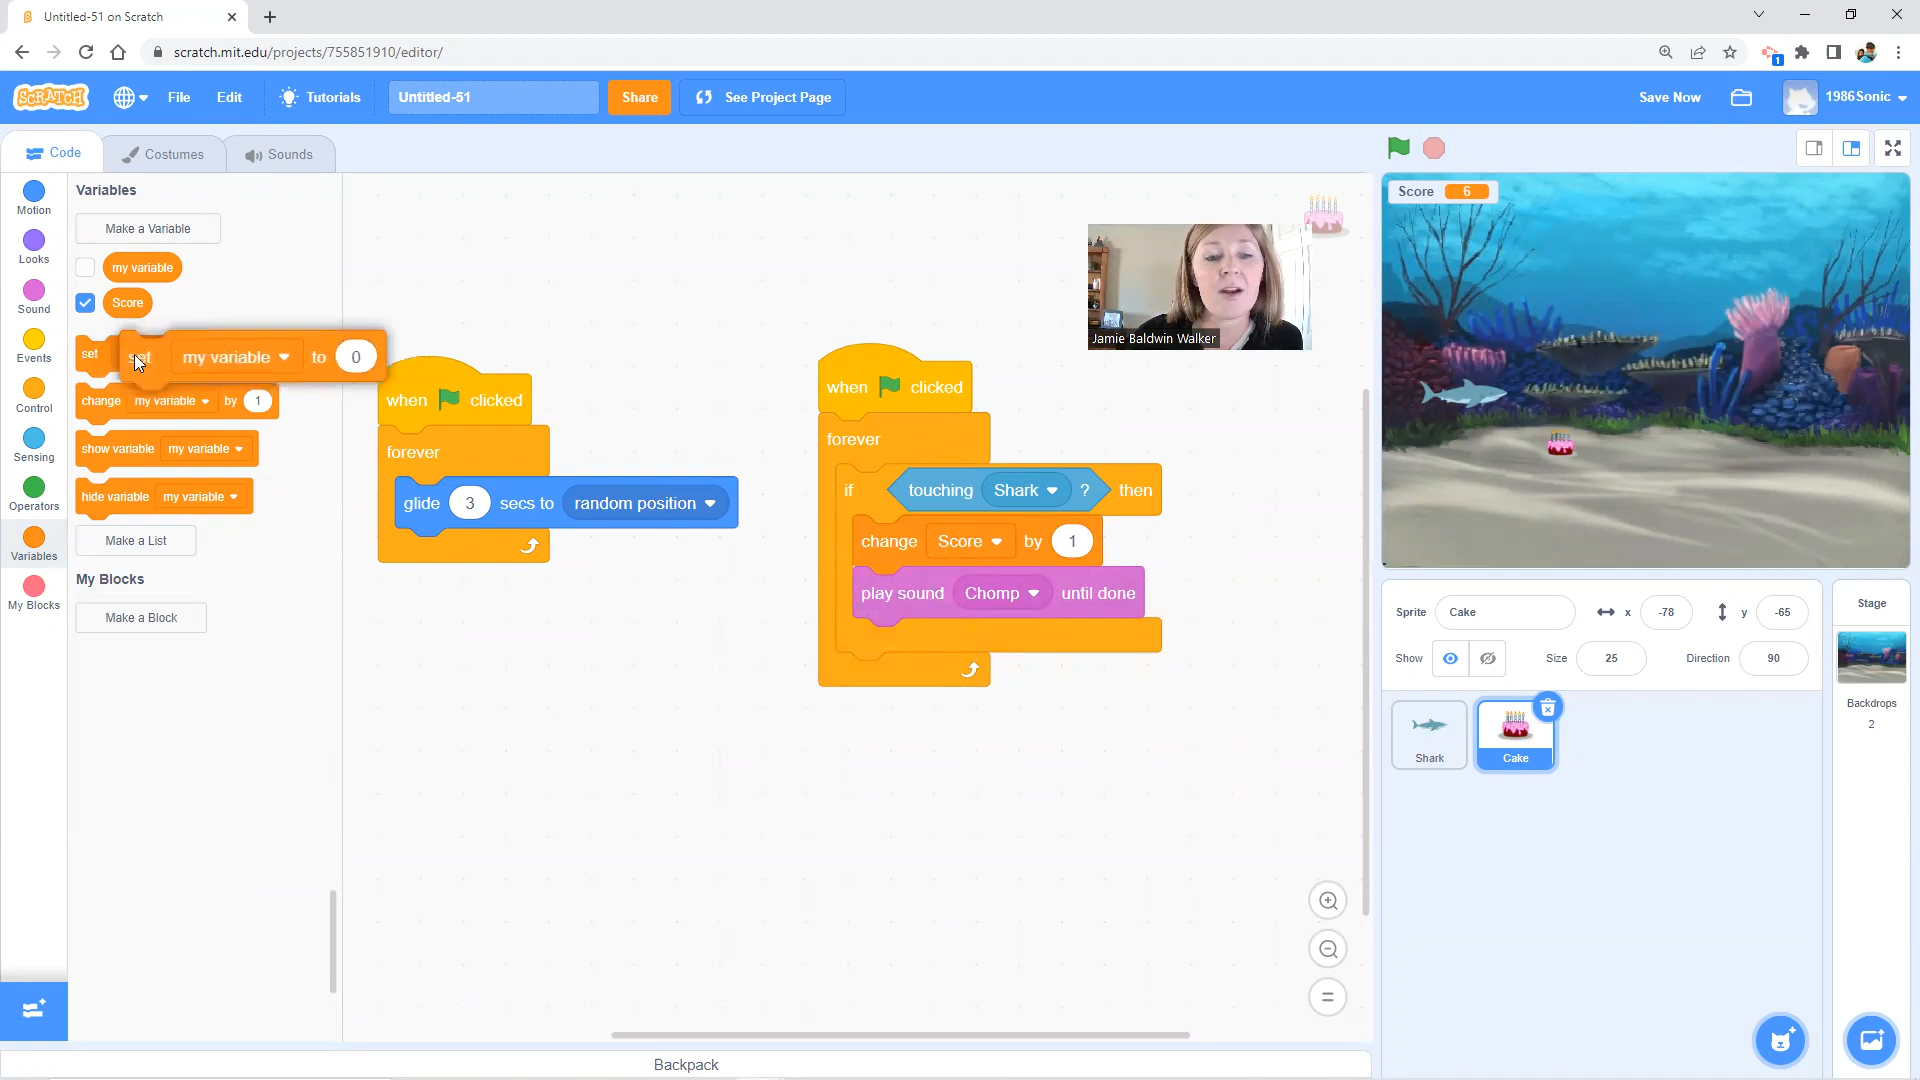 Untitled-51 on Scratch
scratch.mit.edu/projects/755851910/editor/
1
SCRATCH
File
Edit
Tutorials
Untitled-51
Share
See Project Page
Save Now
1986Sonic
Code
Costumes
Sounds
Motion
Looks
Sound
Events
Control
Sensing
Operators
Variables
My Blocks
Variables
Make a Variable
my variable
Score
set
set my variable to 0
change my variable by 1
show variable my variable
hide variable my variable
Make a List
My Blocks
Make a Block
when clicked
forever
glide 3 secs to random position
when clicked
forever
if touching Shark ? then
change Score by 1
play sound Chomp until done
Jamie Baldwin Walker
Score 6
Sprite Cake x -78 y -65
Show Size 25 Direction 90
Shark
Cake
Stage
Backdrops
2
Backpack